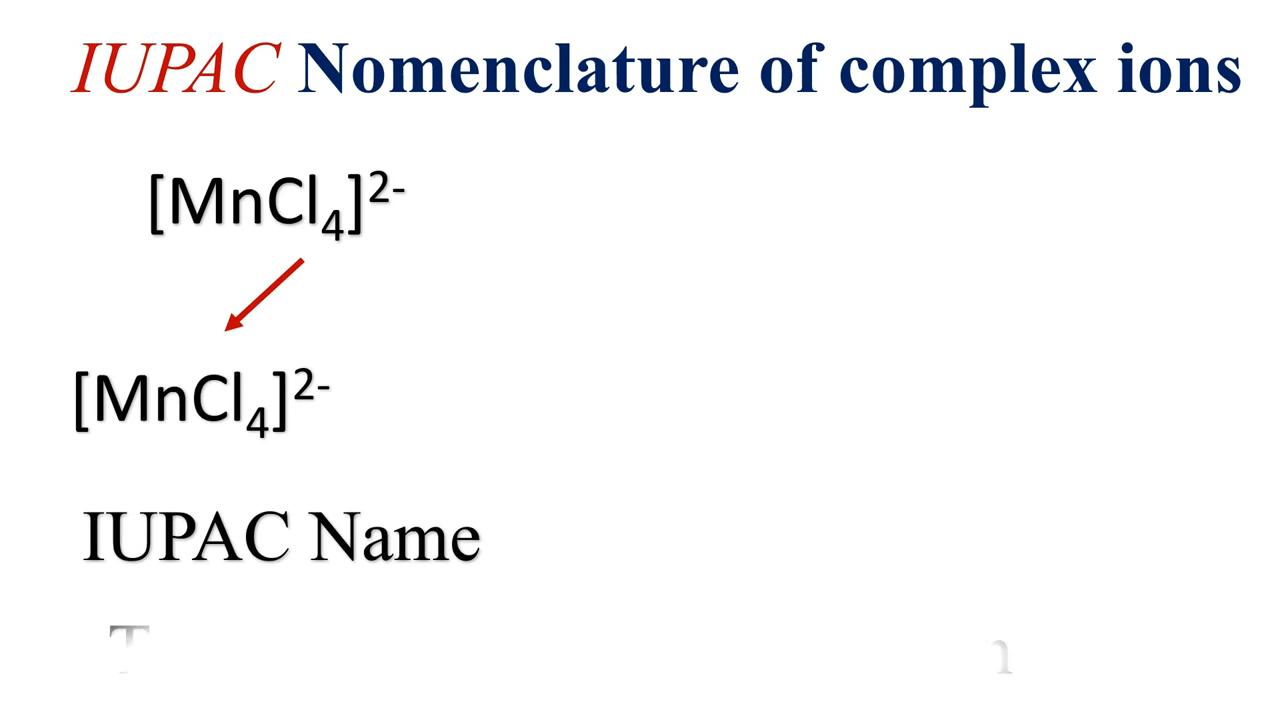 IUPAC Nomenclature of complex ions
[MnCl₄]²⁻
[MnCl₄]²⁻
IUPAC Name